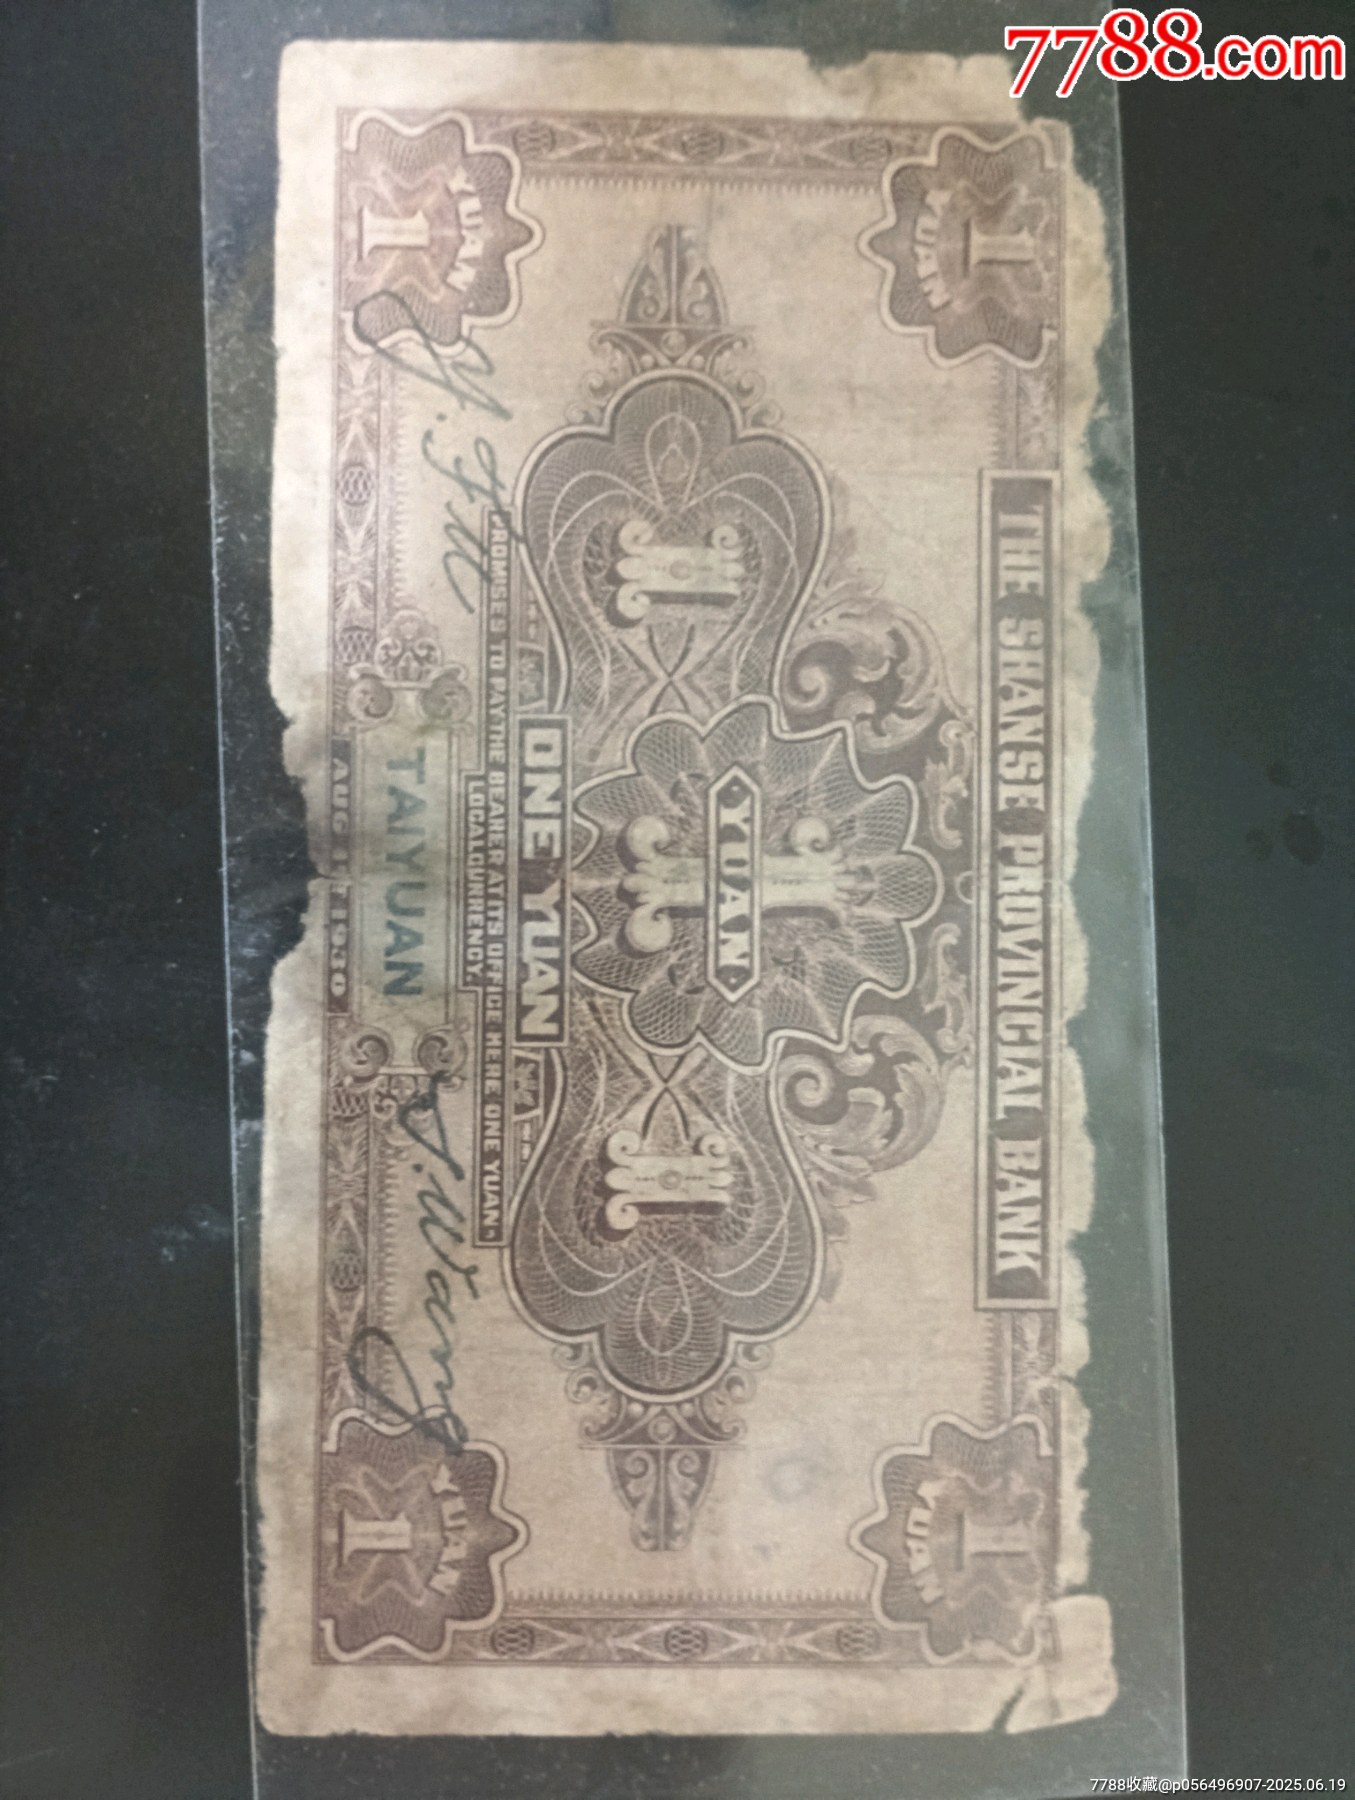 7788.com
1
YUAN
1
YUAN
THE SHANSE PROVINCIAL BANK
1
1
YUAN
1
ONE YUAN
PROMISES TO PAY THE BEARER AT ITS OFFICE HERE ONE YUAN,
LOCAL CURRENCY.
TAIYUAN
Y. Fu
S. Wang
1
YUAN
1
YUAN
7788收藏@p056496907-2025.06.19